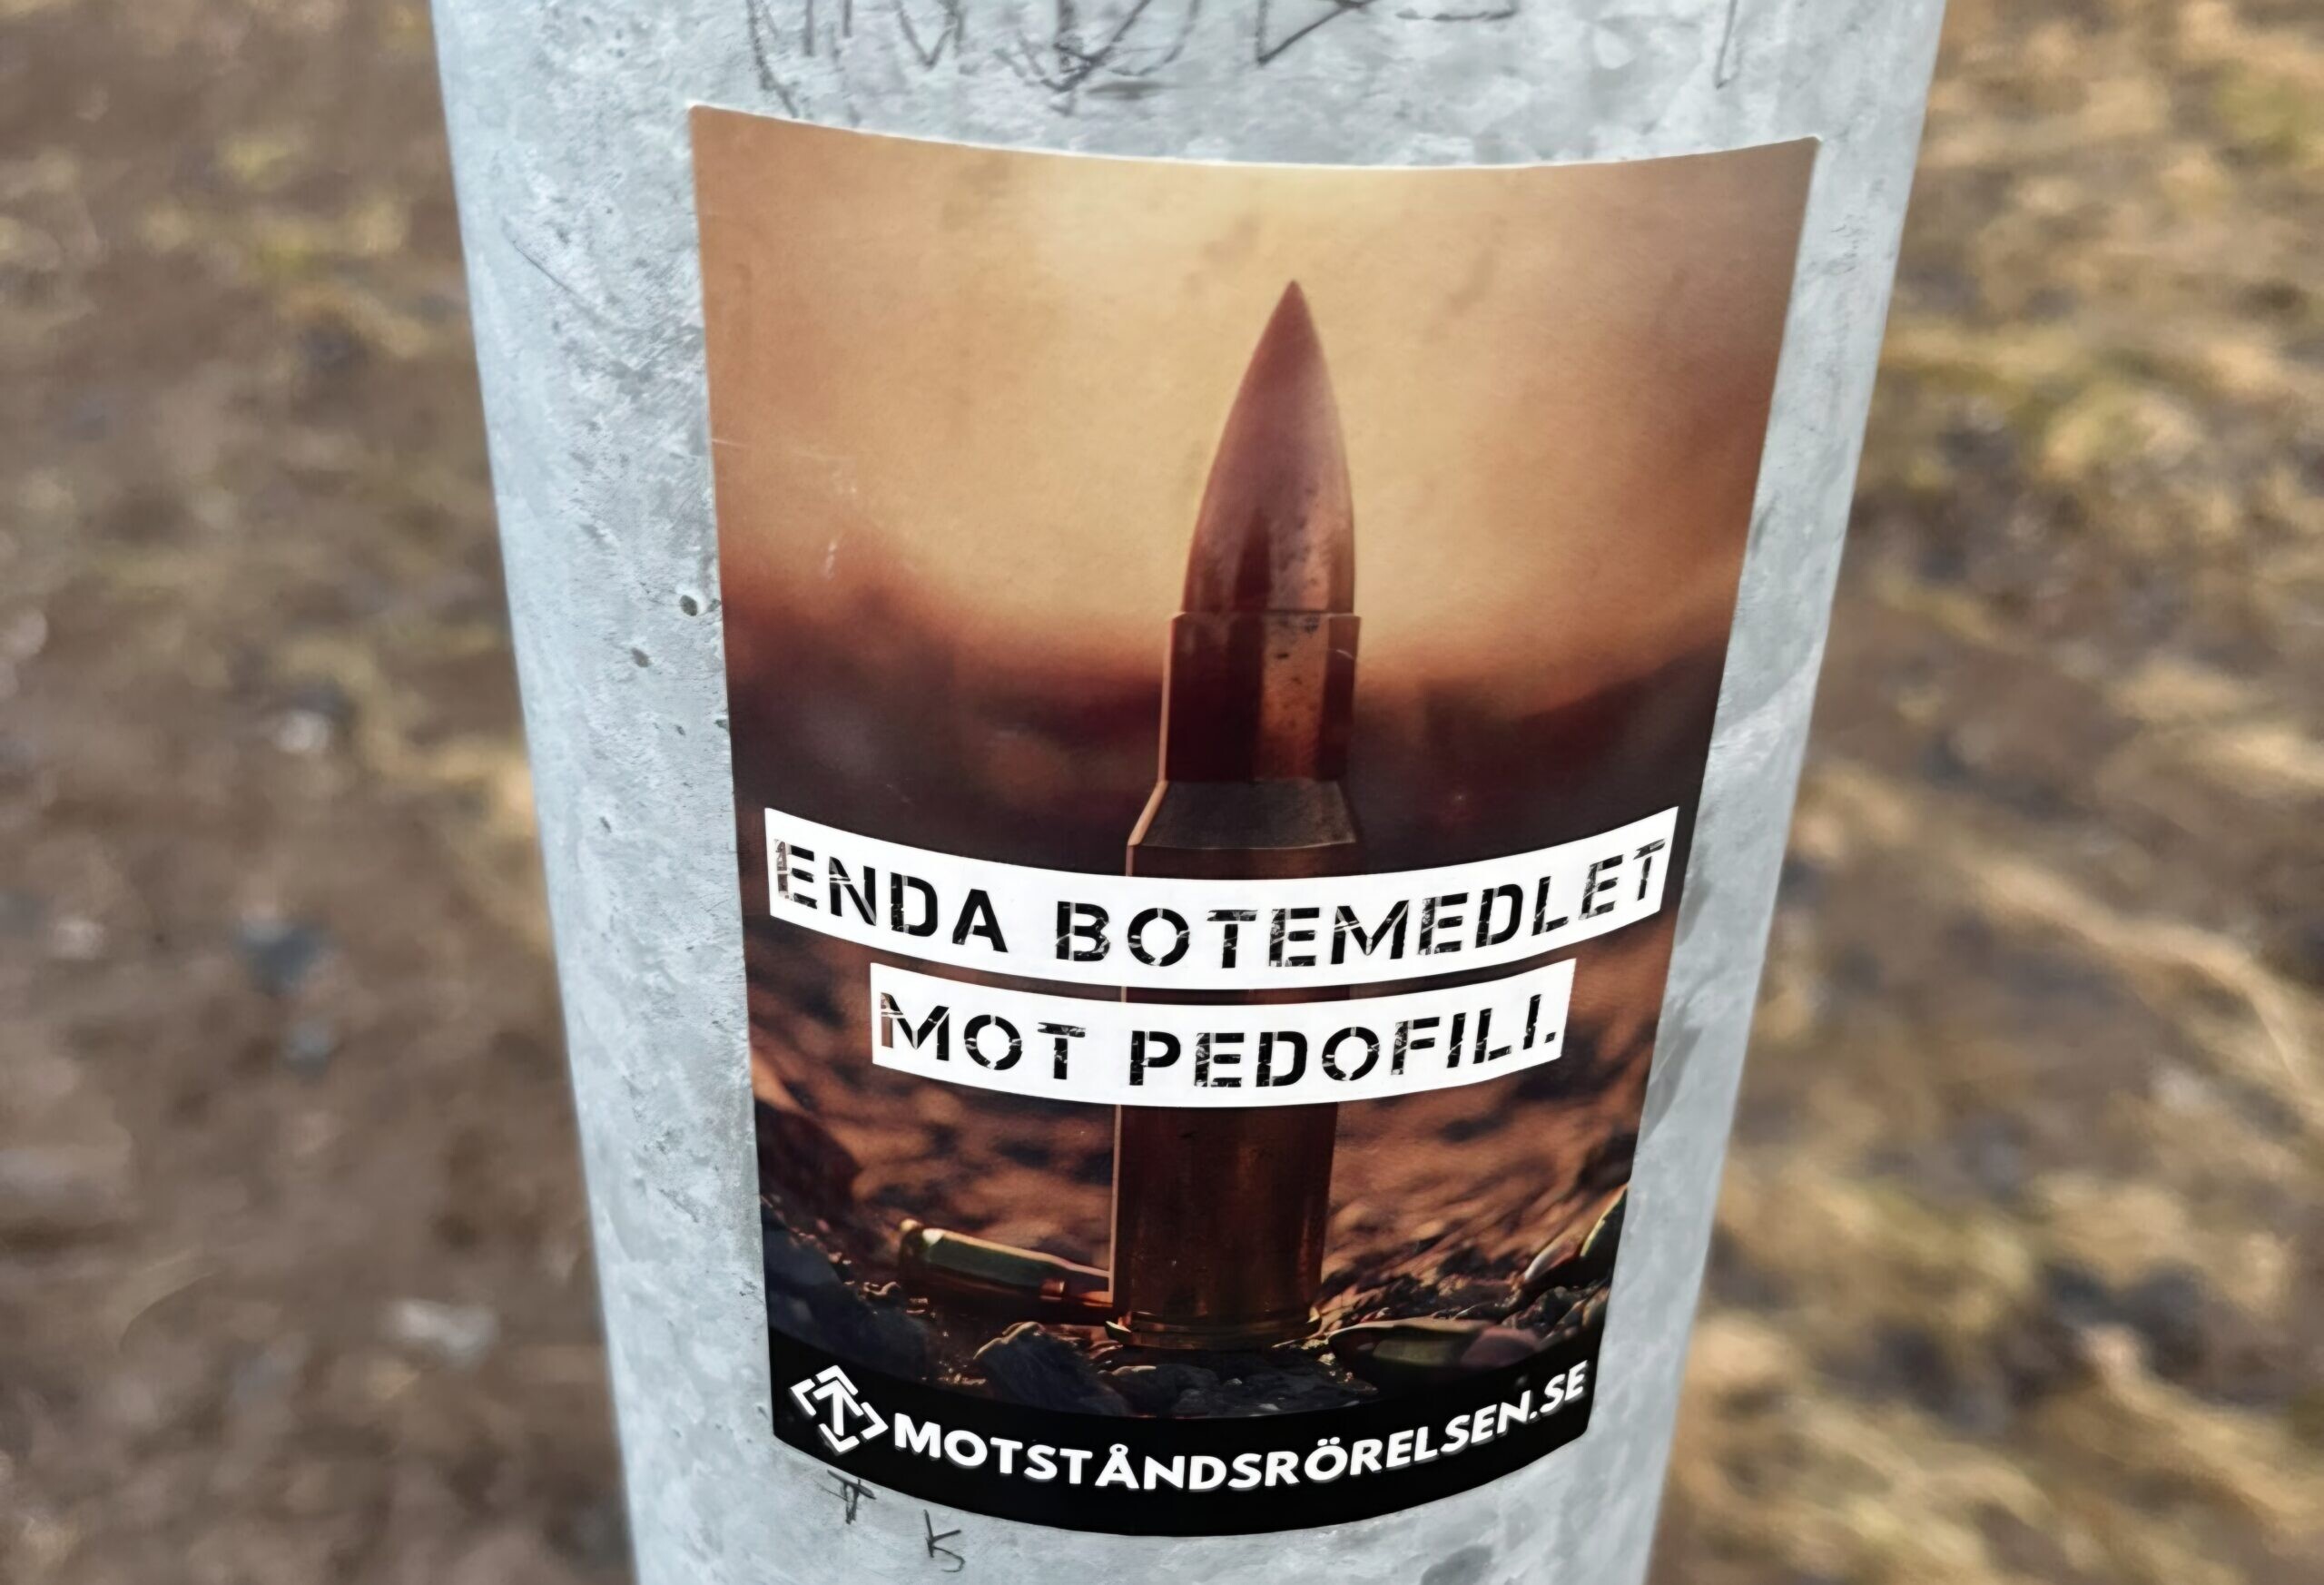 ENDA BOTEMEDLET
MOT PEDOFILI.
MOTSTÅNDSRÖRELSEN.SE
K